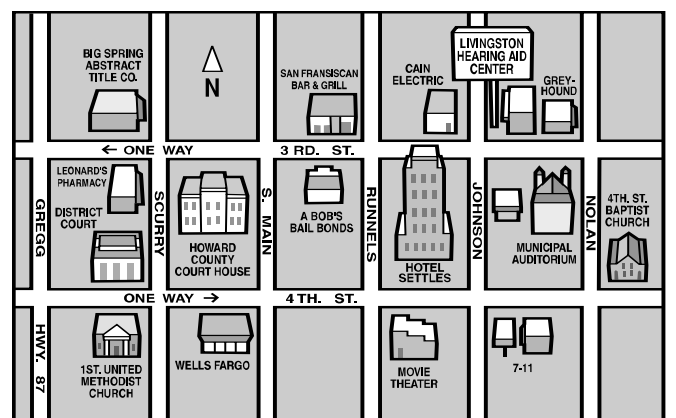 BIG SPRING
ABSTRACT
TITLE CO.
N
SAN FRANSISCAN
BAR & GRILL
CAIN
ELECTRIC
LIVINGSTON
HEARING AID
CENTER
GREY-
HOUND
← ONE WAY
3 RD. ST.
LEONARD'S
PHARMACY
DISTRICT
COURT
GREGG
SCURRY
HOWARD
COUNTY
COURT HOUSE
S. MAIN
A BOB'S
BAIL BONDS
RUNNELS
HOTEL
SETTLES
JOHNSON
MUNICIPAL
AUDITORIUM
NOLAN
4TH. ST.
BAPTIST
CHURCH
ONE WAY →
4 TH. ST.
HWY. 87
1ST. UNITED
METHODIST
CHURCH
WELLS FARGO
MOVIE
THEATER
7-11